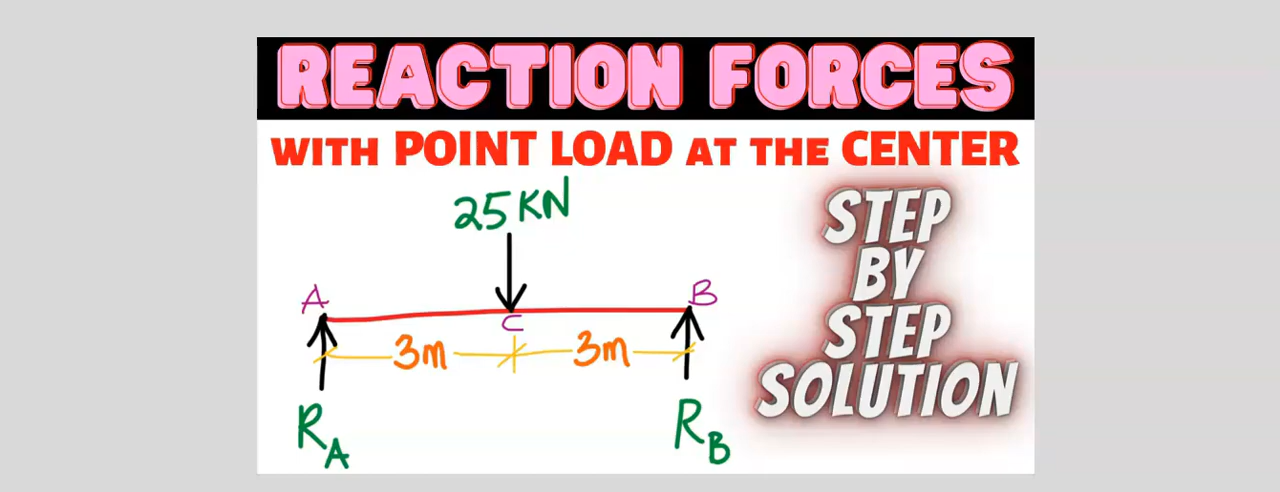 REACTION FORCES
WITH POINT LOAD AT THE CENTER
25 KN
STEP
BY
STEP
SOLUTION
A
B
C
3m
3m
RA
RB